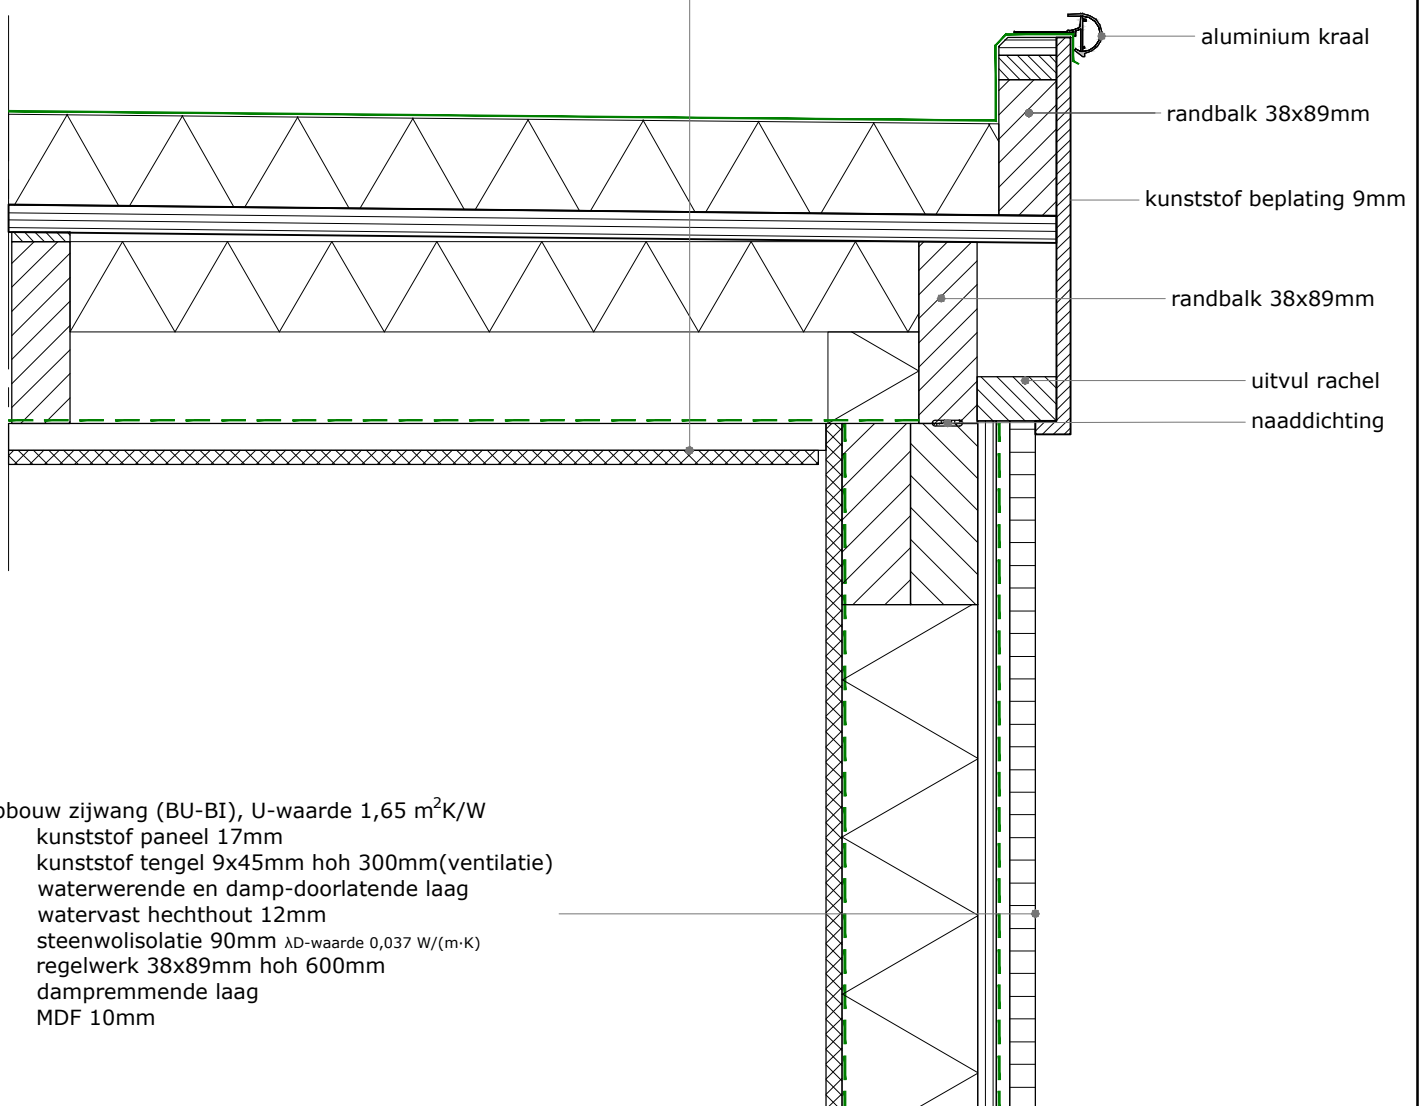 aluminium kraal
randbalk 38x89mm
kunststof beplating 9mm
randbalk 38x89mm
uitvul rachel
naaddichting
pbouw zijwang (BU-BI), U-waarde 1,65 m²K/W
kunststof paneel 17mm
kunststof tengel 9x45mm hoh 300mm(ventilatie)
waterwerende en damp-doorlatende laag
watervast hechthout 12mm
steenwolisolatie 90mm λD-waarde 0,037 W/(m·K)
regelwerk 38x89mm hoh 600mm
dampremmende laag
MDF 10mm